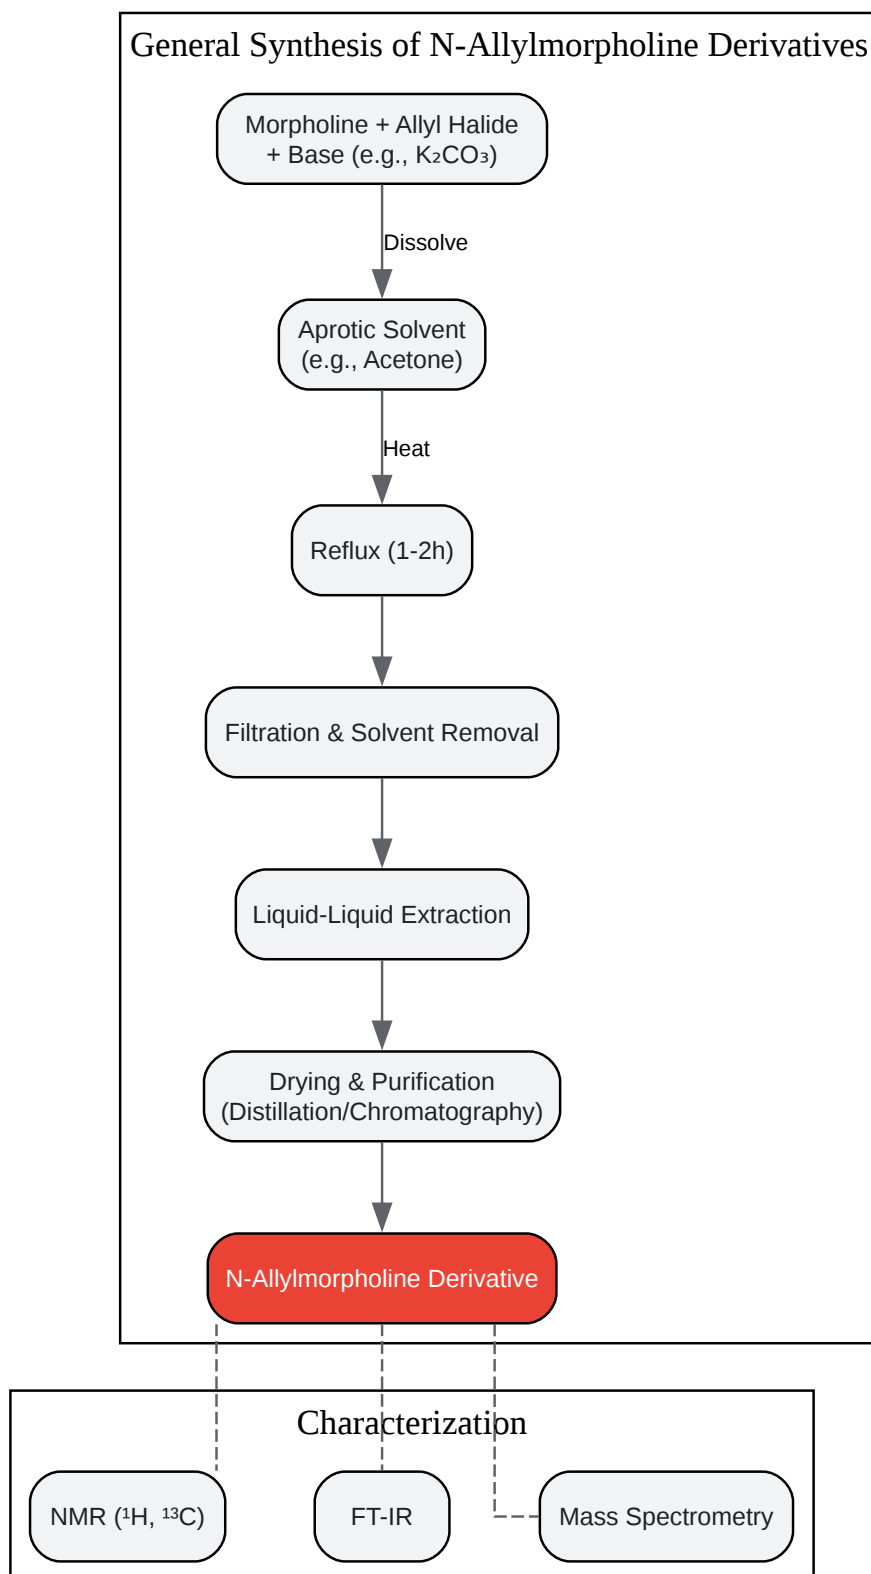 General Synthesis of N-Allylmorpholine Derivatives
Morpholine + Allyl Halide
+ Base (e.g., K₂CO₃)
Dissolve
Aprotic Solvent
(e.g., Acetone)
Heat
Reflux (1-2h)
Filtration & Solvent Removal
Liquid-Liquid Extraction
Drying & Purification
(Distillation/Chromatography)
N-Allylmorpholine Derivative
Characterization
NMR (¹H, ¹³C)
FT-IR
Mass Spectrometry